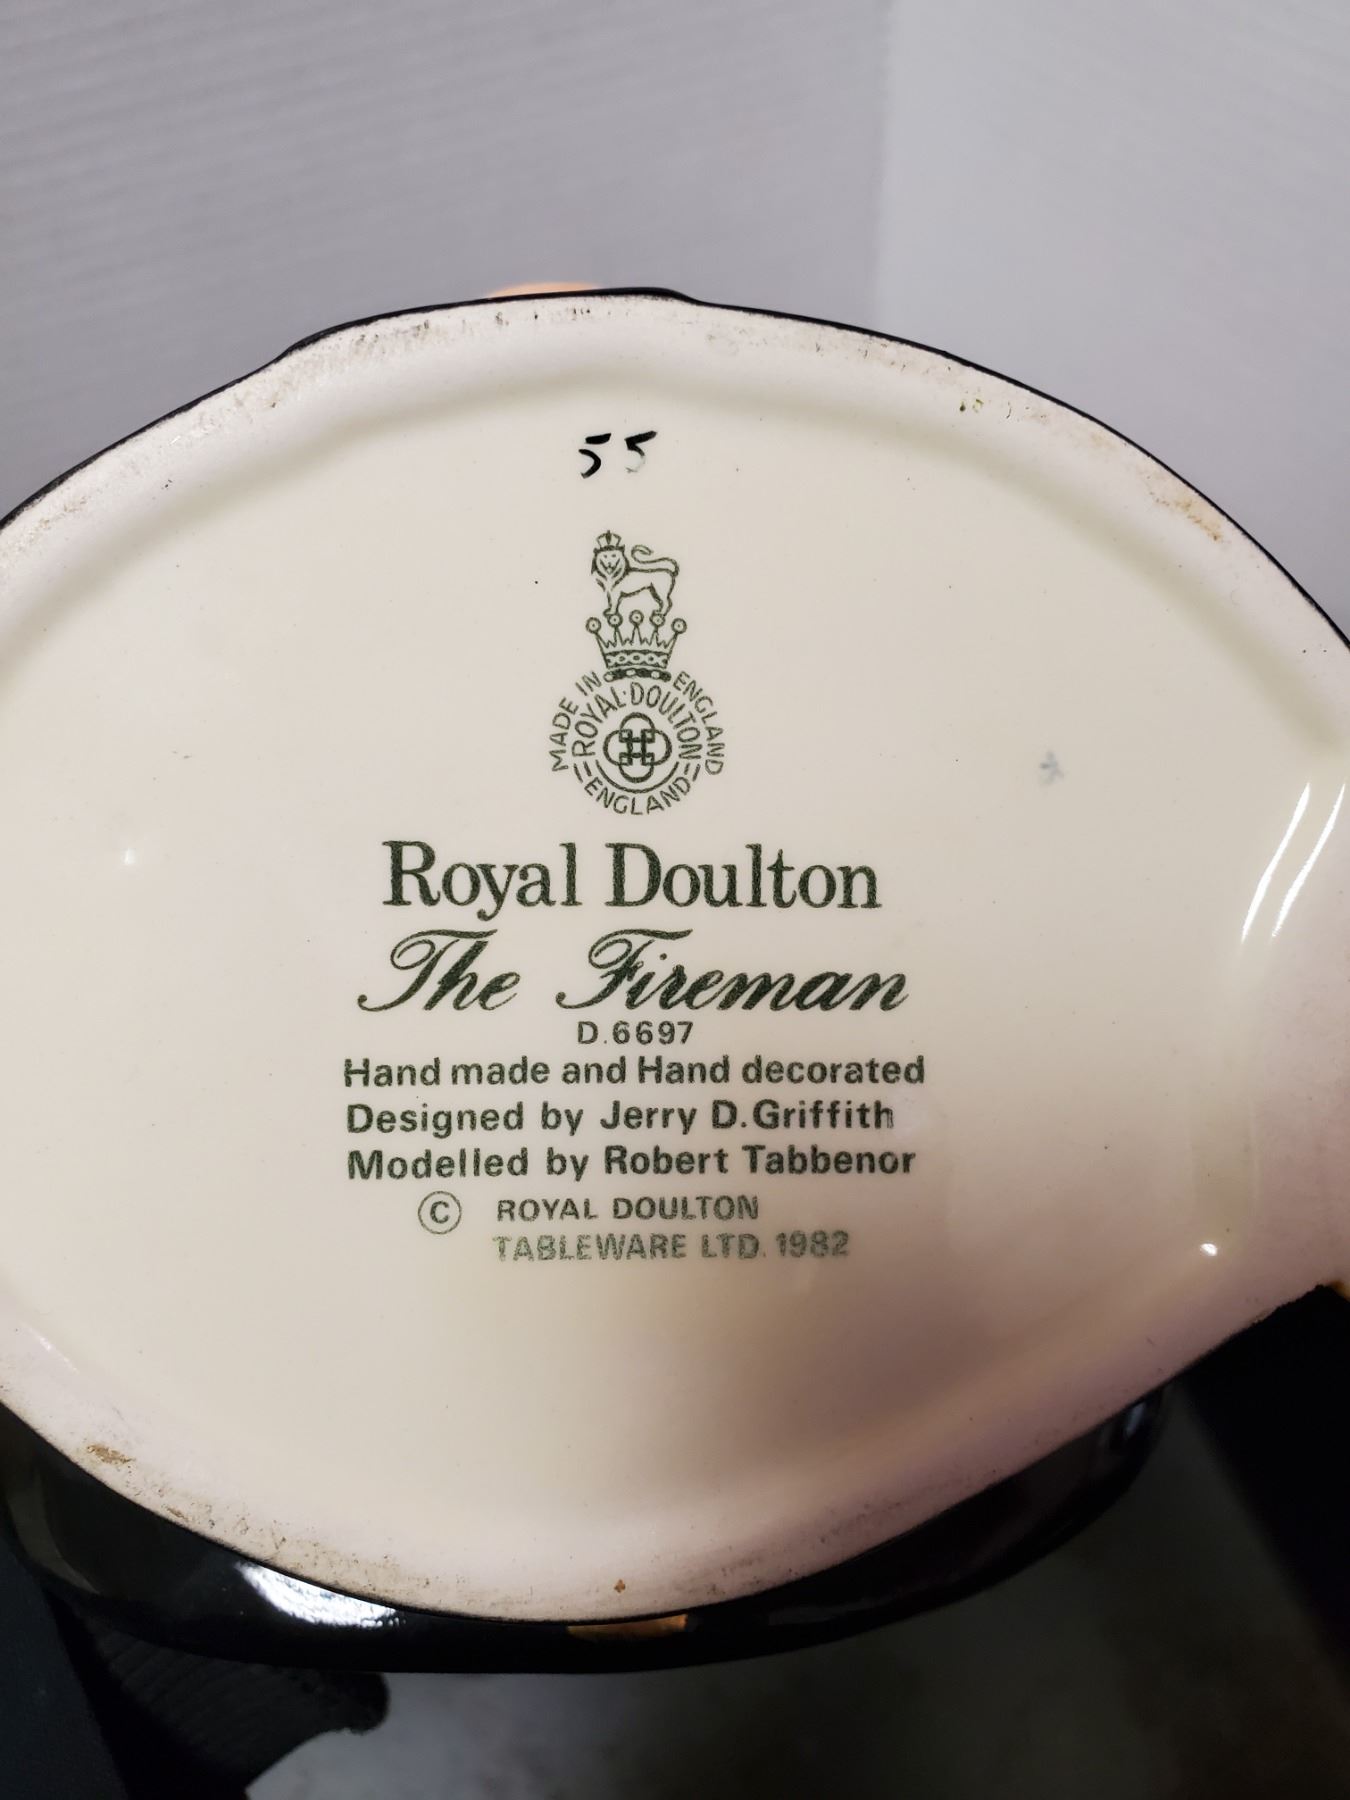 55
MADE IN ENGLAND
ROYAL·DOULTON
ENGLAND
Royal Doulton
The Fireman
D.6697
Hand made and Hand decorated
Designed by Jerry D.Griffith
Modelled by Robert Tabbenor
© ROYAL DOULTON
TABLEWARE LTD. 1982